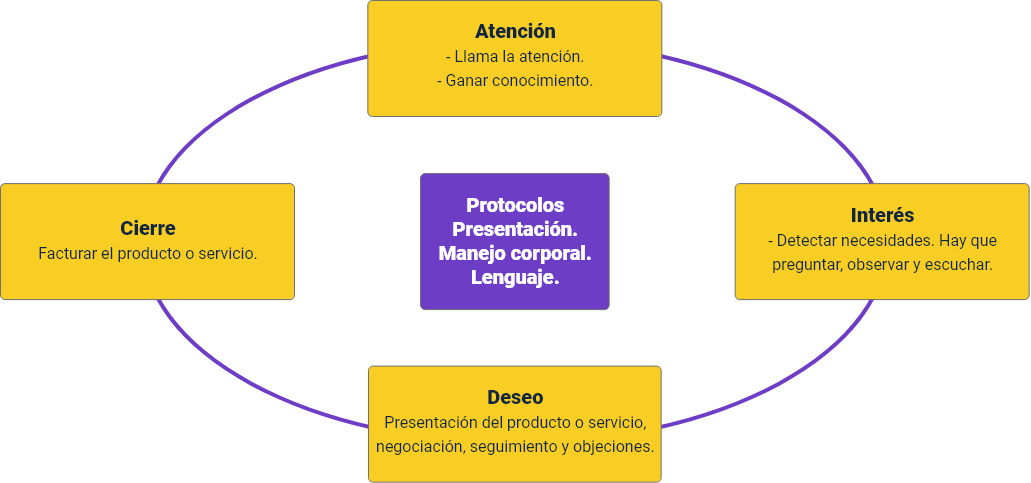 Atención
- Llama la atención.
- Ganar conocimiento.
Cierre
Facturar el producto o servicio.
Protocolos
Presentación.
Manejo corporal.
Lenguaje.
Interés
- Detectar necesidades. Hay que
preguntar, observar y escuchar.
Deseo
Presentación del producto o servicio,
negociación, seguimiento y objeciones.